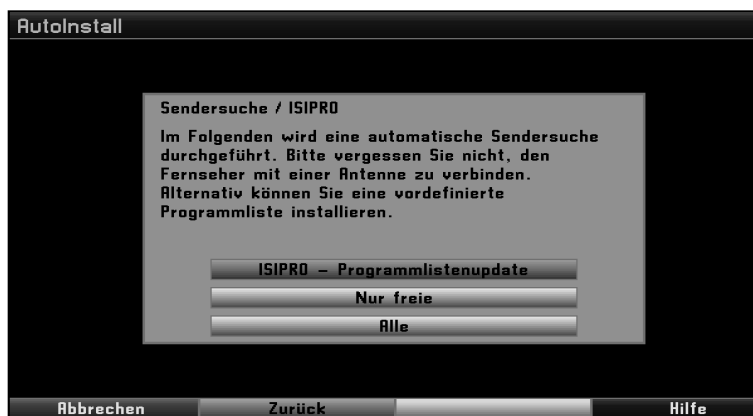 AutoInstall
Sendersuche / ISIPRO
Im Folgenden wird eine automatische Sendersuche
durchgeführt. Bitte vergessen Sie nicht, den
Fernseher mit einer Antenne zu verbinden.
Alternativ können Sie eine vordefinierte
Programmliste installieren.
ISIPRO – Programmlistenupdate
Nur freie
Alle
Abbrechen Zurück Hilfe